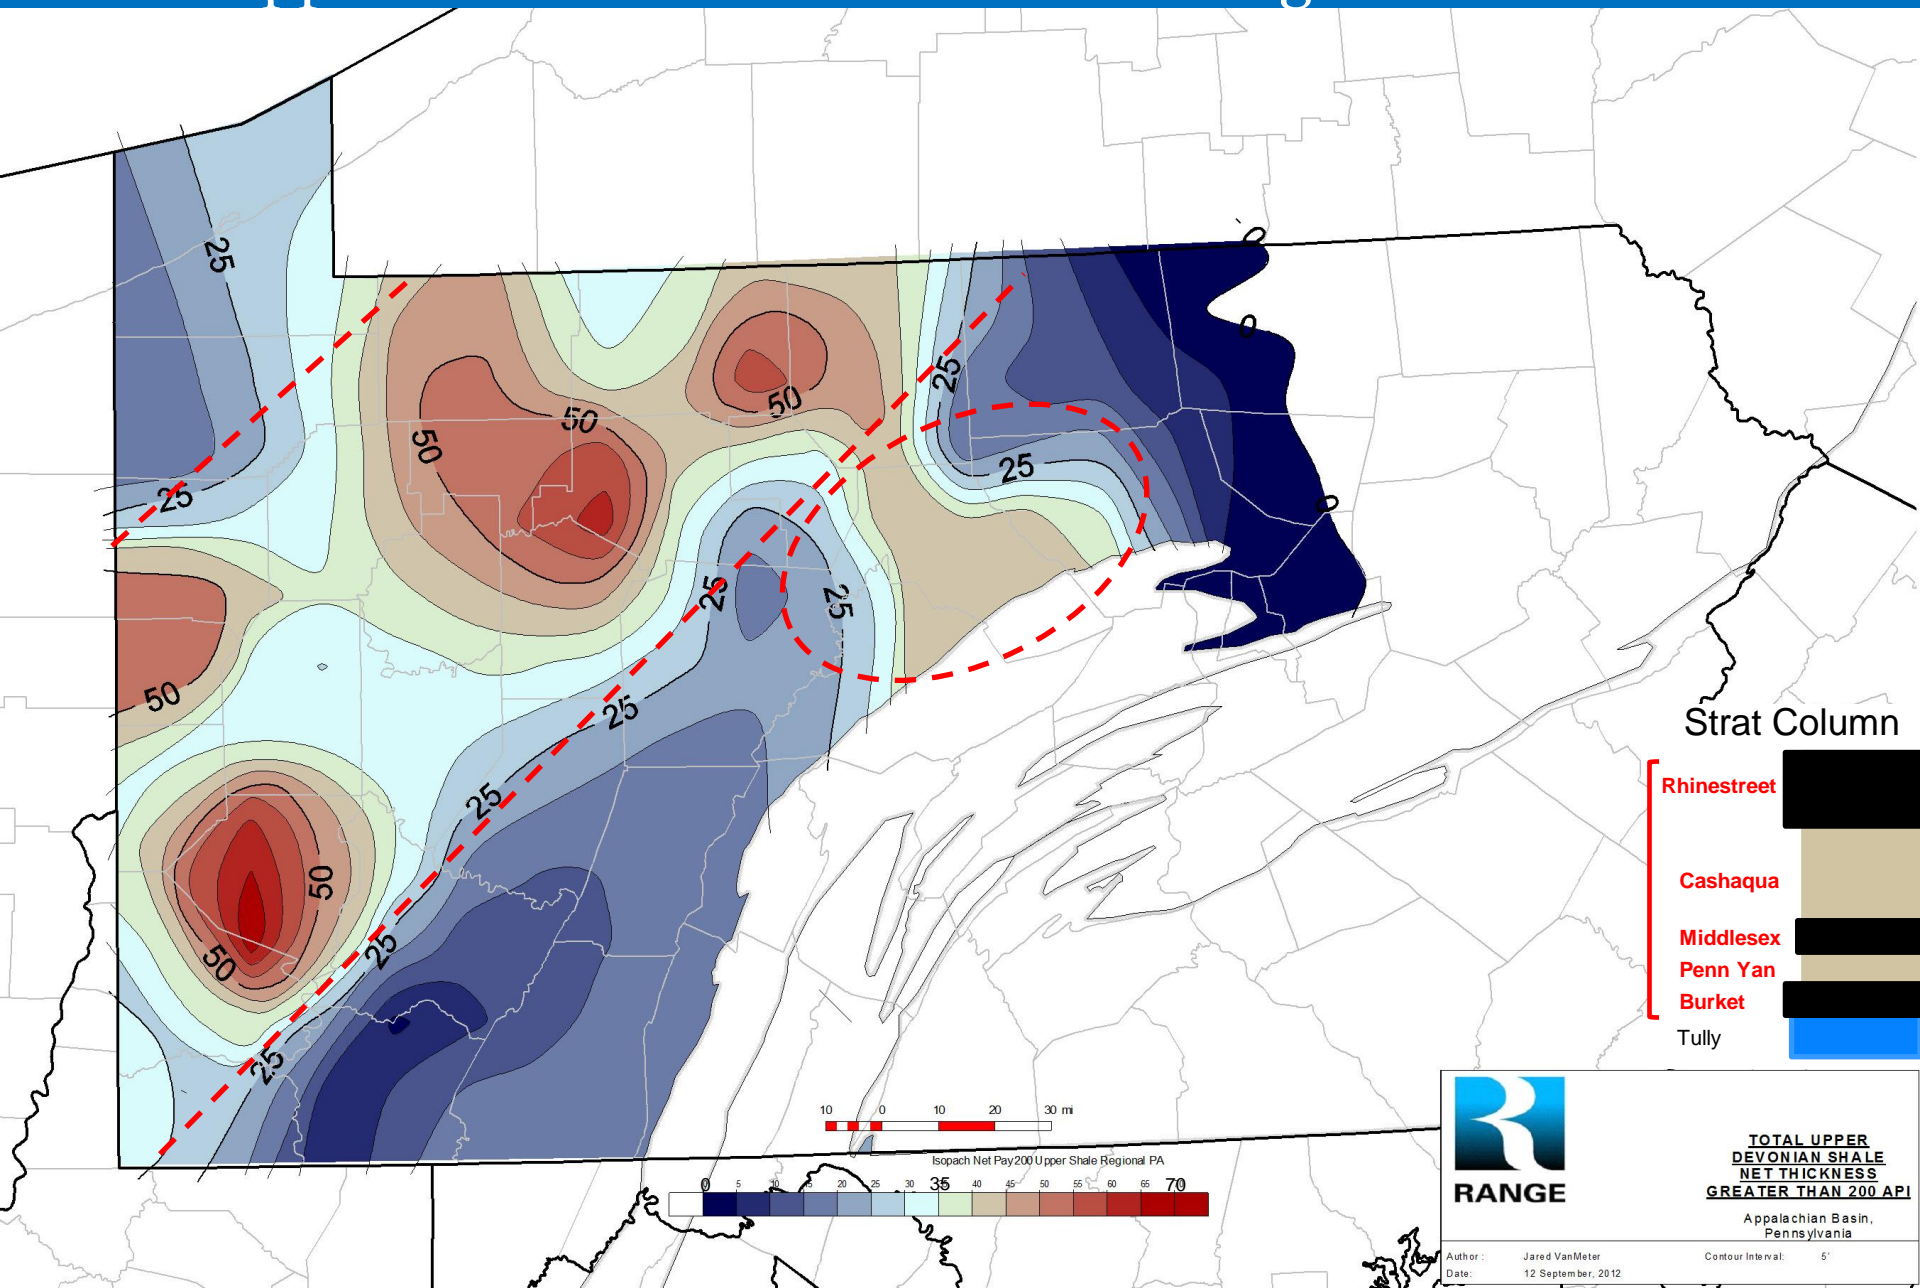 0
25
0
25
50
50
50
25
25
0
25
25
50
25
25
50
50
25
25
Strat Column
Rhinestreet
Cashaqua
Middlesex
Penn Yan
Burket
Tully
10 0 10 20 30 mi
Isopach Net Pay200 Upper Shale Regional PA
0 5 10 15 20 25 30 35 40 45 50 55 60 65 70
RANGE
TOTAL UPPER
DEVONIAN SHALE
NET THICKNESS
GREATER THAN 200 API
Appalachian Basin,
Pennsylvania
Author : Jared VanMeter Contour Interval: 5'
Date: 12 September, 2012